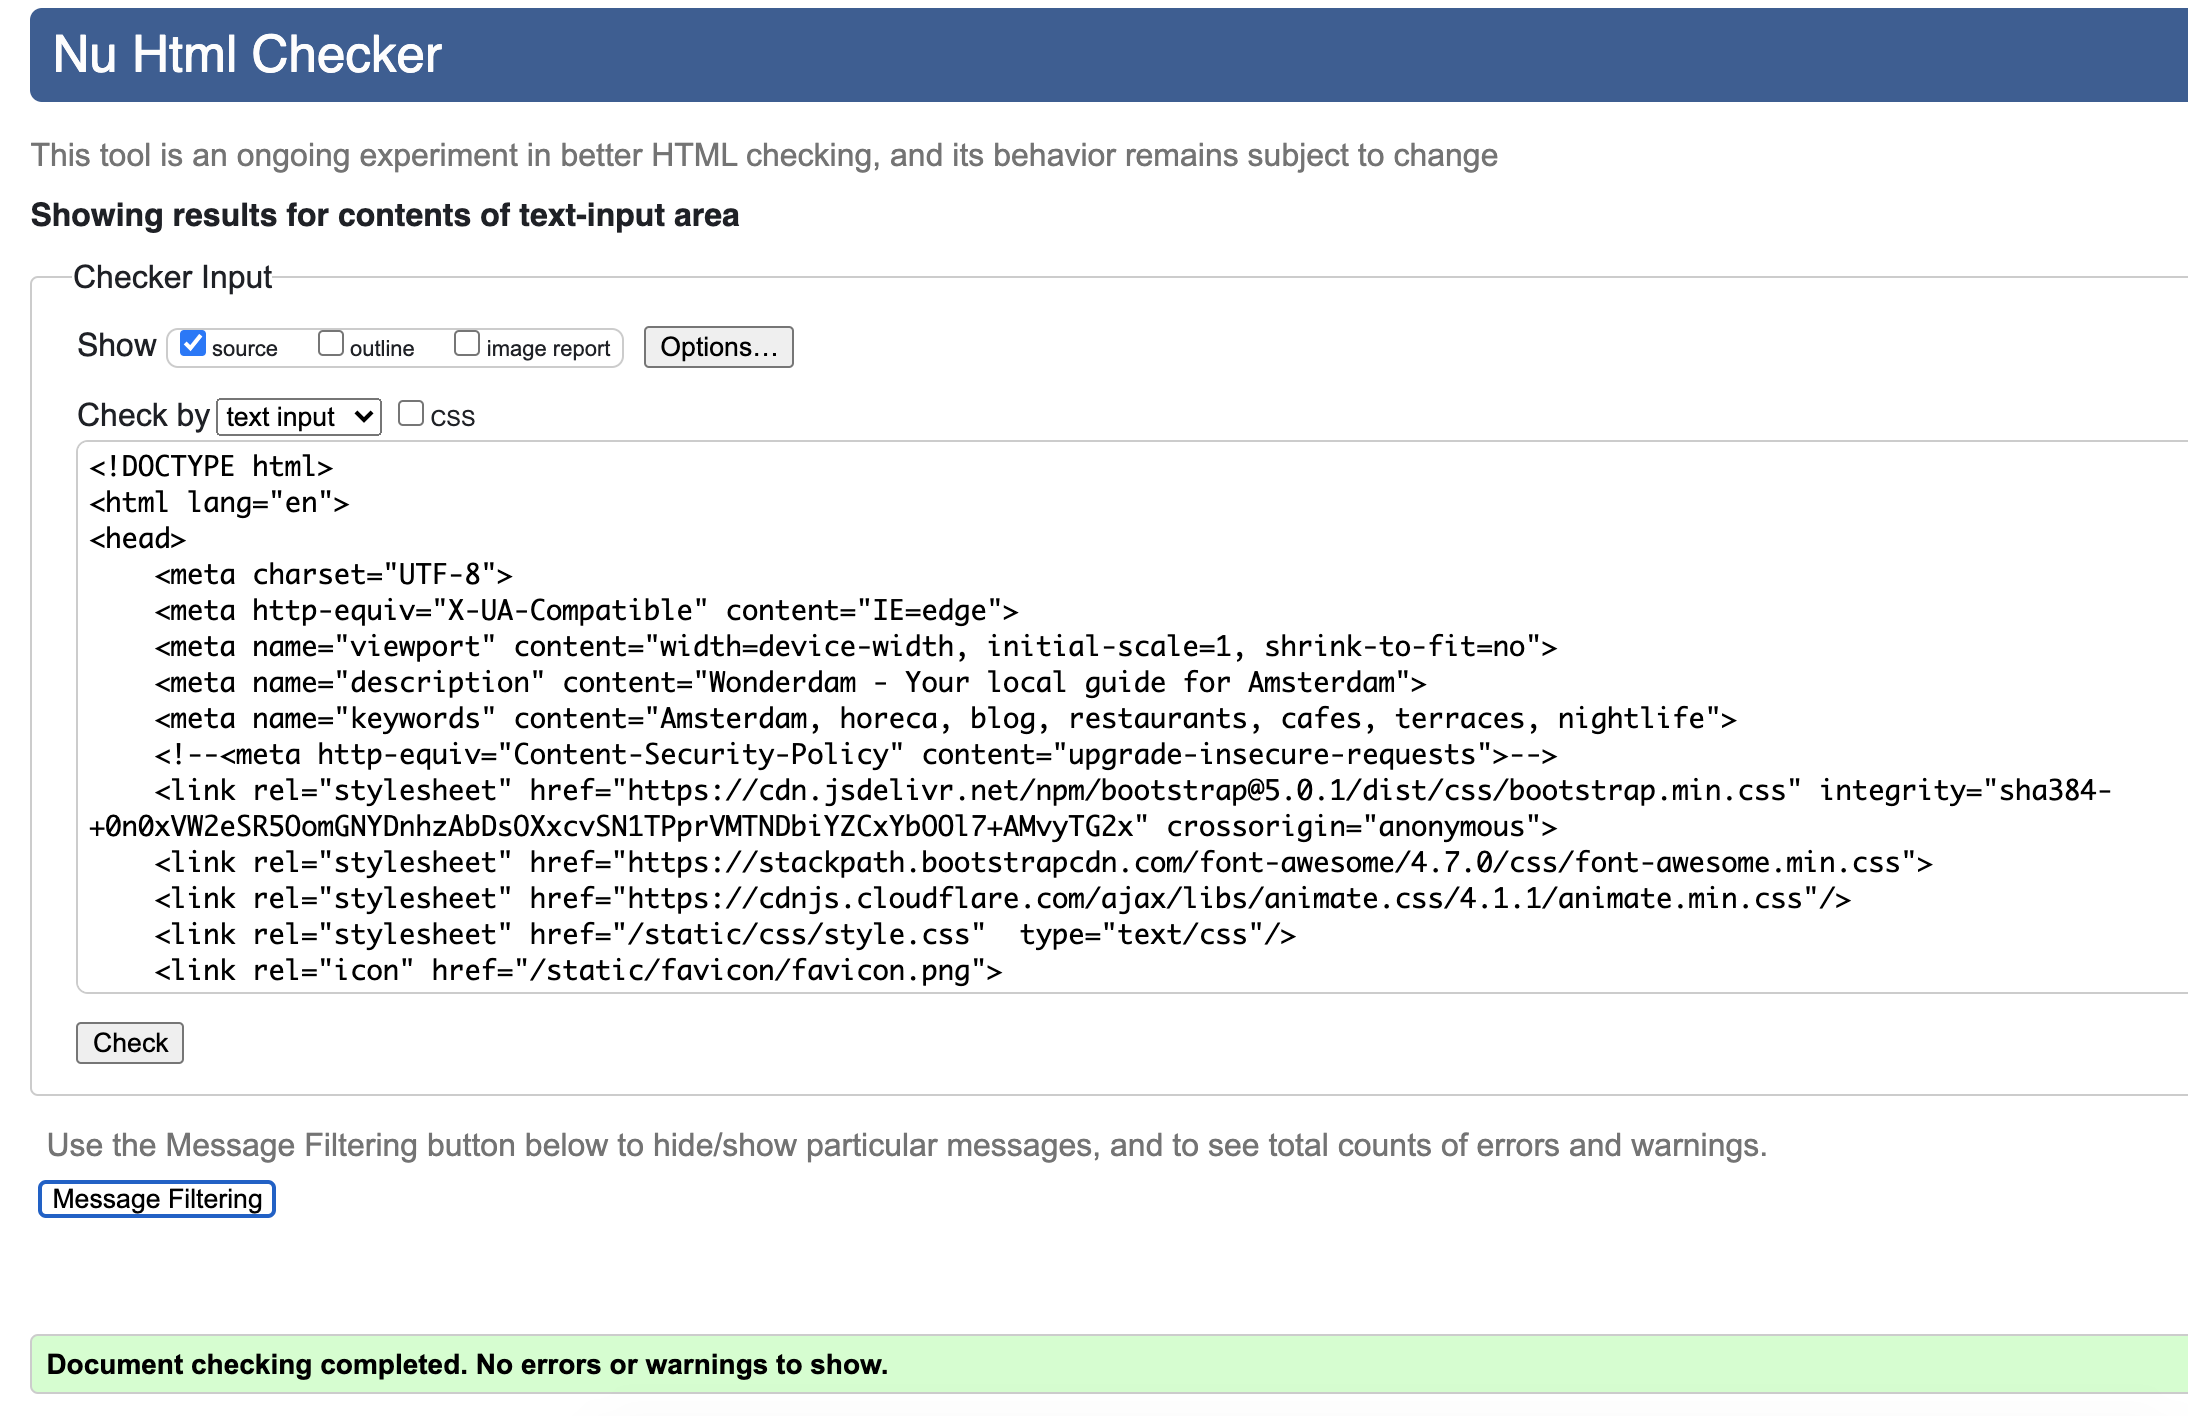 Nu Html Checker
This tool is an ongoing experiment in better HTML checking, and its behavior remains subject to change
Showing results for contents of text-input area
Checker Input
Show source outline image report Options...
Check by text input css
<!DOCTYPE html>
<html lang="en">
<head>
    <meta charset="UTF-8">
    <meta http-equiv="X-UA-Compatible" content="IE=edge">
    <meta name="viewport" content="width=device-width, initial-scale=1, shrink-to-fit=no">
    <meta name="description" content="Wonderdam - Your local guide for Amsterdam">
    <meta name="keywords" content="Amsterdam, horeca, blog, restaurants, cafes, terraces, nightlife">
    <!--<meta http-equiv="Content-Security-Policy" content="upgrade-insecure-requests">-->
    <link rel="stylesheet" href="https://cdn.jsdelivr.net/npm/bootstrap@5.0.1/dist/css/bootstrap.min.css" integrity="sha384-
+0n0xVW2eSR5OomGNYDnhzAbDsOXxcvSN1TPprVMTNDbiYZCxYbOOl7+AMvyTG2x" crossorigin="anonymous">
    <link rel="stylesheet" href="https://stackpath.bootstrapcdn.com/font-awesome/4.7.0/css/font-awesome.min.css">
    <link rel="stylesheet" href="https://cdnjs.cloudflare.com/ajax/libs/animate.css/4.1.1/animate.min.css"/>
    <link rel="stylesheet" href="/static/css/style.css"  type="text/css"/>
    <link rel="icon" href="/static/favicon/favicon.png">
Check
Use the Message Filtering button below to hide/show particular messages, and to see total counts of errors and warnings.
Message Filtering
Document checking completed. No errors or warnings to show.